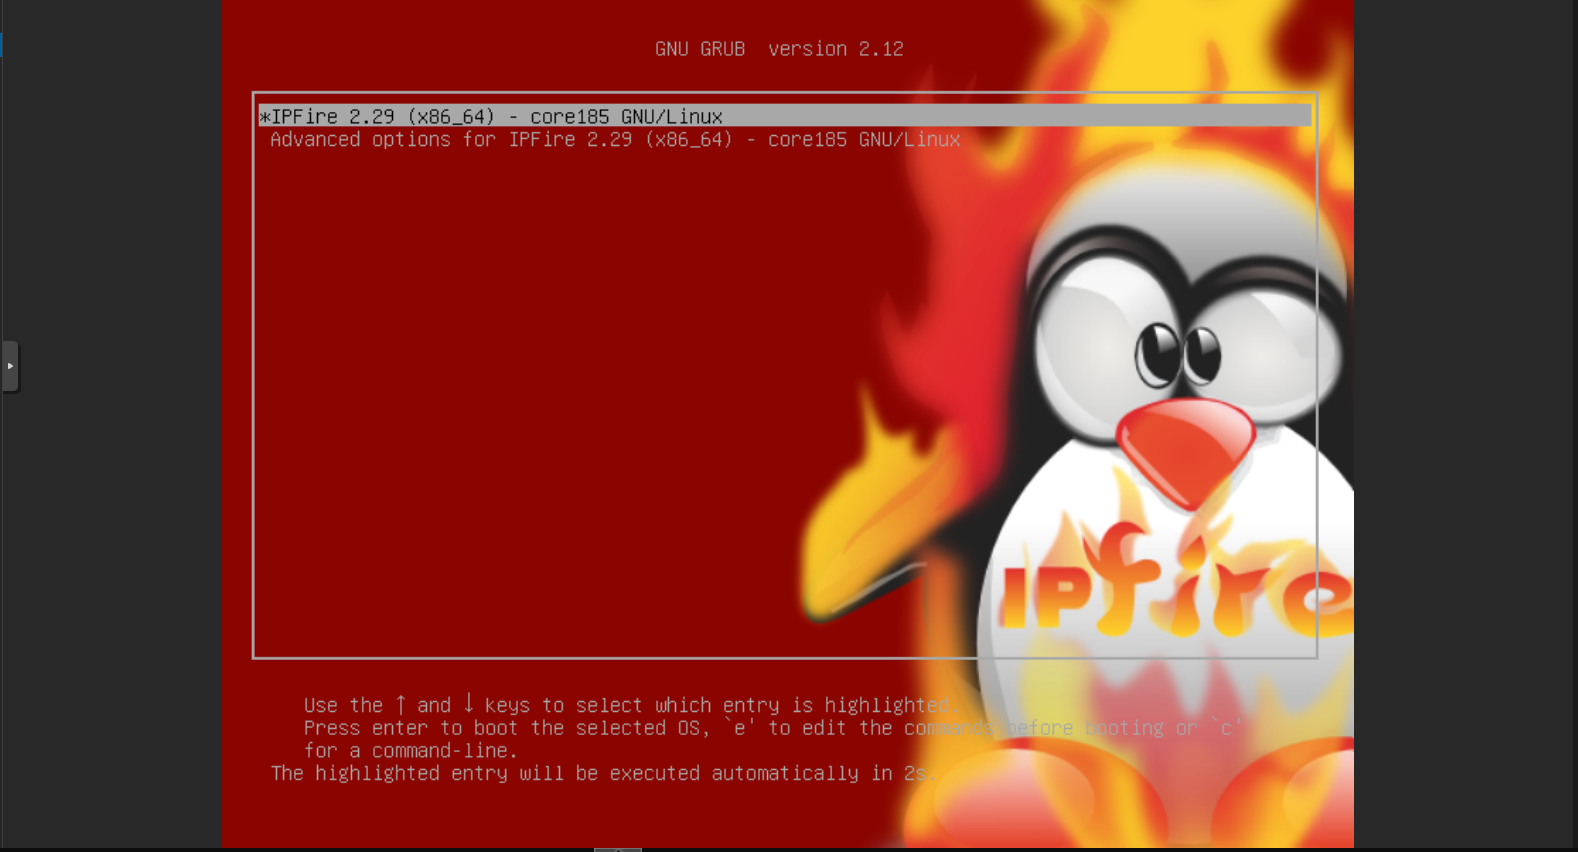 GNU GRUB  version 2.12
*IPFire 2.29 (x86_64) - core185 GNU/Linux
Advanced options for IPFire 2.29 (x86_64) - core185 GNU/Linux
IPfire
Use the ↑ and ↓ keys to select which entry is highlighted.
Press enter to boot the selected OS, `e' to edit the commands before booting or `c'
for a command-line.
The highlighted entry will be executed automatically in 2s.